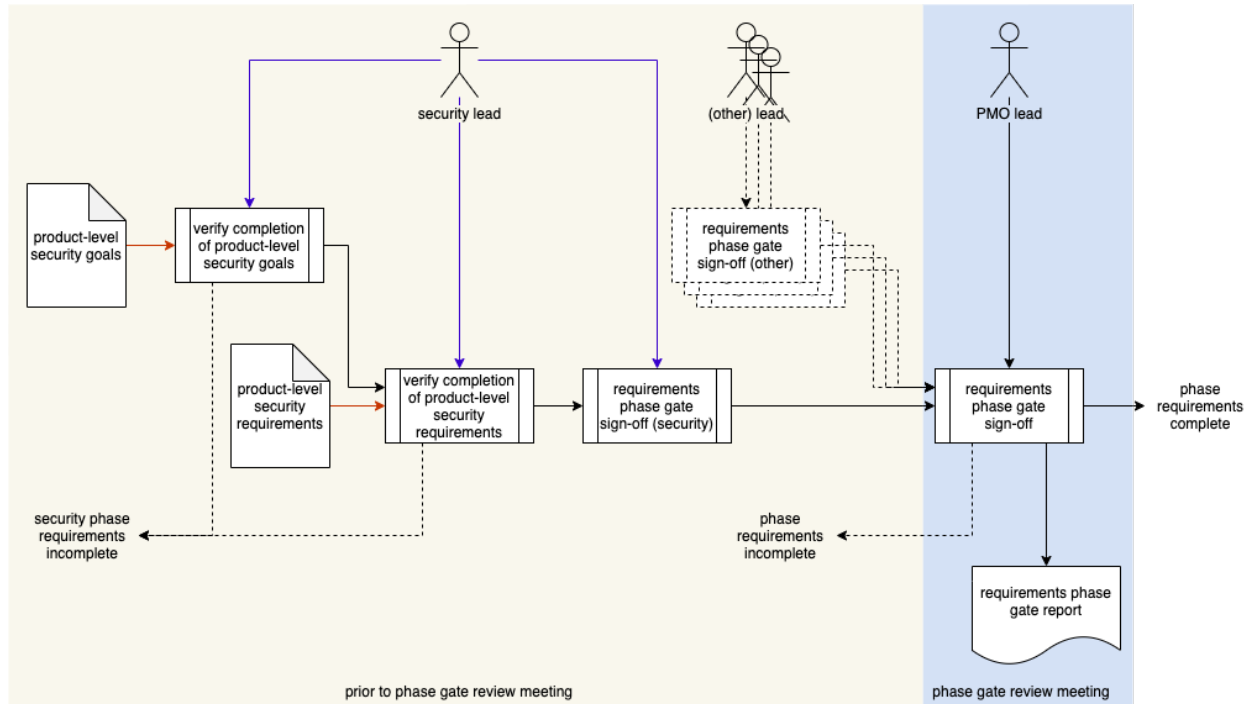 security lead
(other) lead
PMO lead
product-level
security goals
verify completion
of product-level
security goals
requirements
phase gate
sign-off (other)
product-level
security
requirements
verify completion
of product-level
security
requirements
requirements
phase gate
sign-off (security)
requirements
phase gate
sign-off
phase
requirements
complete
security phase
requirements
incomplete
phase
requirements
incomplete
requirements phase
gate report
prior to phase gate review meeting
phase gate review meeting